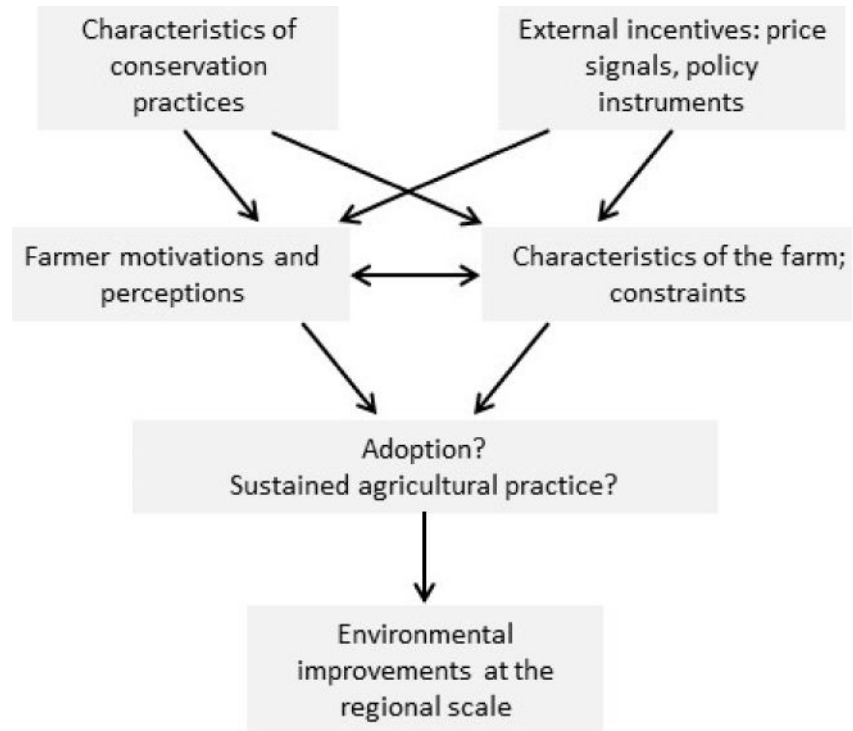 Characteristics of
conservation
practices
External incentives: price
signals, policy
instruments
Farmer motivations and
perceptions
Characteristics of the farm;
constraints
Adoption?
Sustained agricultural practice?
Environmental
improvements at the
regional scale